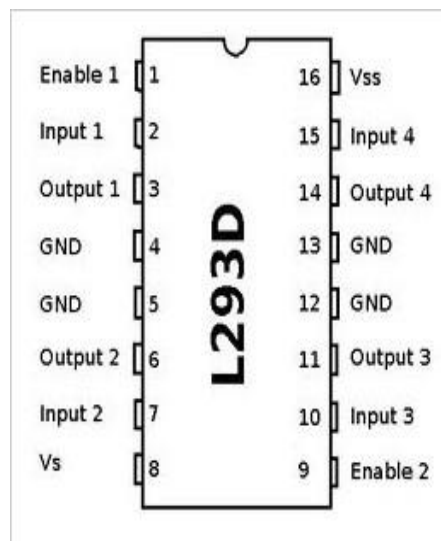 Enable 1 1 16 Vss
Input 1 2 15 Input 4
Output 1 3 14 Output 4
GND 4 13 GND
GND 5 12 GND
Output 2 6 11 Output 3
Input 2 7 10 Input 3
Vs 8 9 Enable 2
L293D